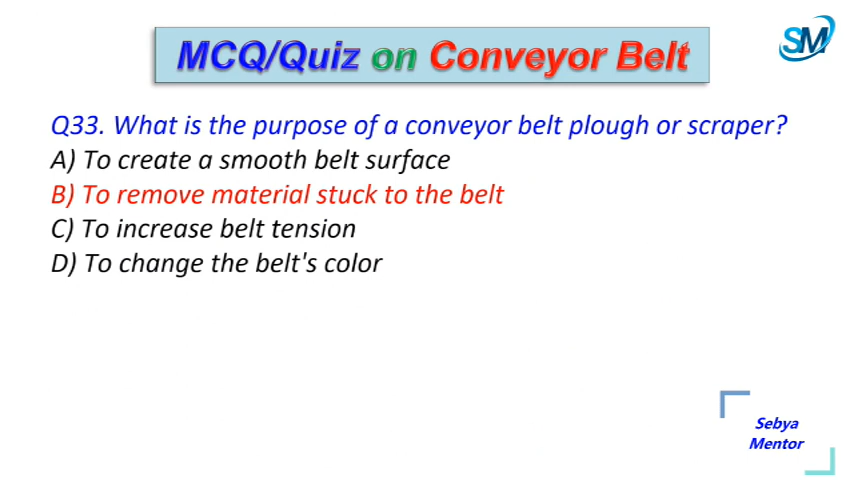 SM
MCQ/Quiz on Conveyor Belt
Q33. What is the purpose of a conveyor belt plough or scraper?
A) To create a smooth belt surface
B) To remove material stuck to the belt
C) To increase belt tension
D) To change the belt's color
Sebya
Mentor